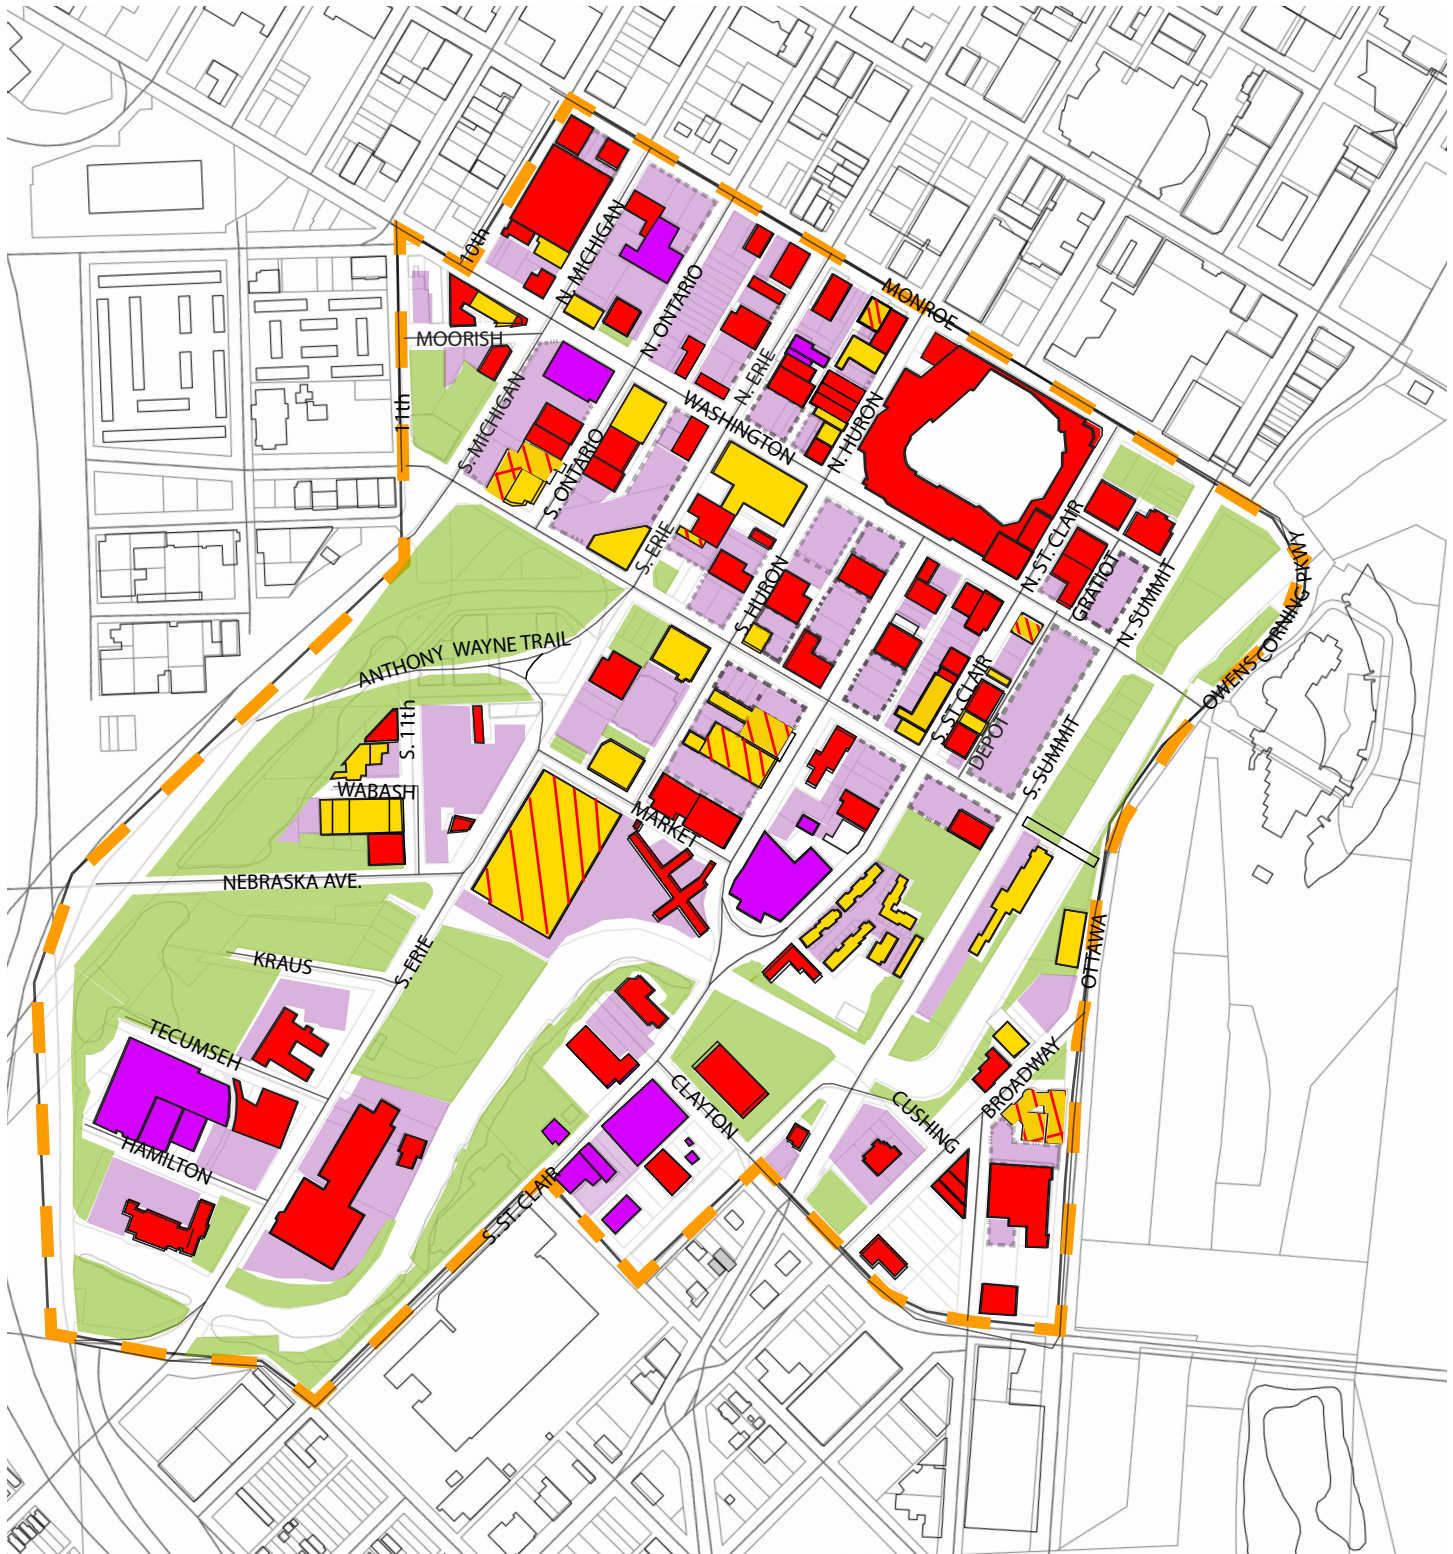 10th
N. MICHIGAN
MONROE
N. ONTARIO
MOORISH
N. ERIE
11th
S. MICHIGAN
WASHINGTON
N. HURON
S. ONTARIO
S. ERIE
N. ST. CLAIR
GRATIOT
N. SUMMIT
OWENS CORNING PKWY
S. HURON
ANTHONY WAYNE TRAIL
S. 11th
S. ST. CLAIR
DEPOT
S. SUMMIT
WABASH
MARKET
NEBRASKA AVE.
S. ERIE
OTTAWA
KRAUS
TECUMSEH
CLAYTON
CUSHING
BROADWAY
HAMILTON
S. ST. CLAIR